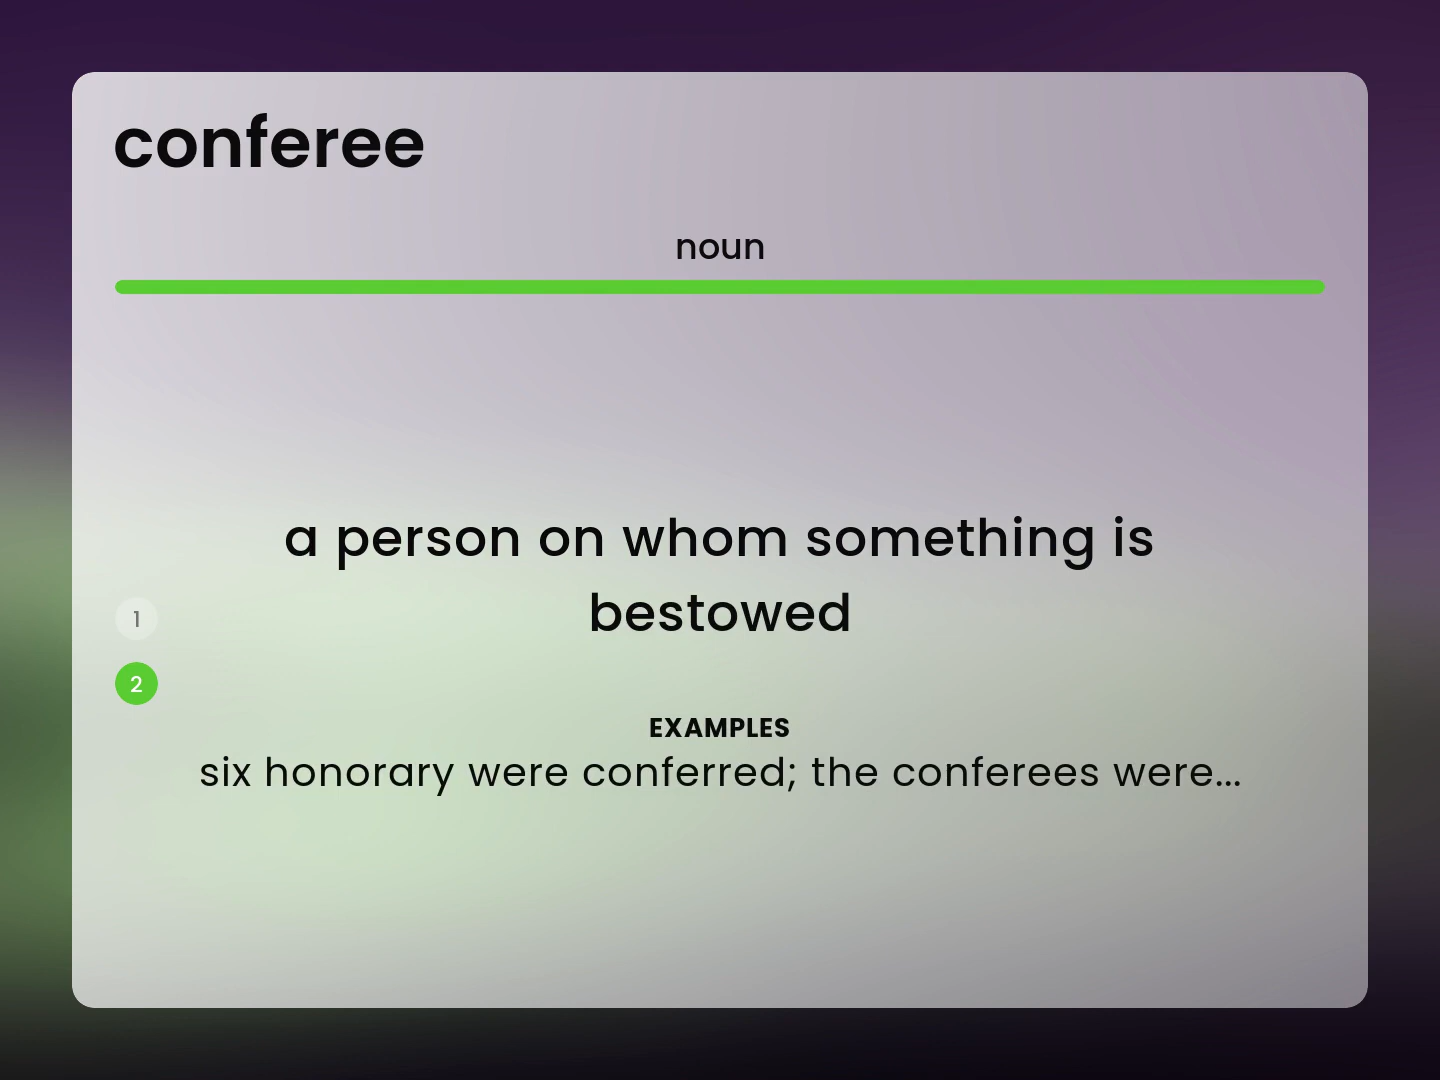 conferee
noun
a person on whom something is
bestowed
1
2
EXAMPLES
six honorary were conferred; the conferees were...